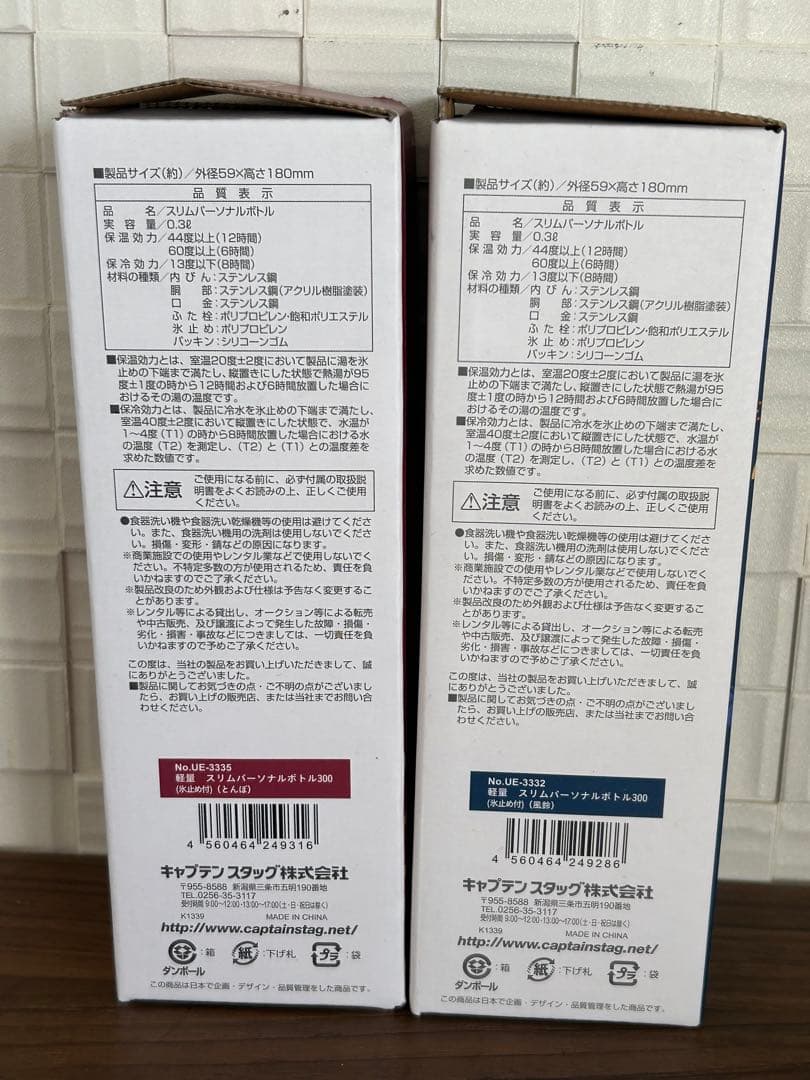 ■製品サイズ(約)／外径59×高さ180mm
品質表示
品名／スリムパーソナルボトル
実容量／0.3ℓ
保温効力／44度以上(12時間)
60度以上(6時間)
保冷効力／13度以下(8時間)
材料の種類／内びん：ステンレス鋼
胴部：ステンレス鋼(アクリル樹脂塗装)
口金：ステンレス鋼
ふた栓：ポリプロピレン・飽和ポリエステル
氷止め：ポリプロピレン
パッキン：シリコーンゴム
■保温効力とは、室温20度±2度において製品に湯を氷
止めの下端まで満たし、縦置きにした状態で熱湯が95
度±1度の時から12時間および6時間放置した場合に
おけるその湯の温度です。
■保冷効力とは、製品に冷水を氷止めの下端まで満たし、
室温40度±2度において縦置きにした状態で、水温が
1〜4度(T1)の時から8時間放置した場合における水
の温度(T2)を測定し、(T2)と(T1)との温度差を
求めた数値です。
⚠注意
ご使用になる前に、必ず付属の取扱説
明書をよくお読みの上、正しくご使用
ください。
●食器洗い機や食器洗い乾燥機等の使用は避けてくださ
い。また、食器洗い機用の洗剤は使用しないでくださ
い。損傷・変形・錆などの原因になります。
※商業施設での使用やレンタル業などで使用しないでく
ださい。不特定多数の方が使用されるため、責任を負
いかねますのでご了承ください。
※製品改良のため外観および仕様は予告なく変更するこ
とがあります。
※レンタル等による貸出し、オークション等による転売
や中古販売、及び譲渡によって発生した故障・損傷・
劣化・損害・事故などにつきましては、一切責任を負
いかねますので予めご了承ください。
この度は、当社の製品をお買い上げいただきまして、誠
にありがとうございました。
■製品に関してお気づきの点・ご不明の点がございまし
たら、お買い上げの販売店、または当社までお問い合
わせください。
No.UE-3335
軽量 スリムパーソナルボトル300
(氷止め付)(とんぼ)
4 560464 249316
キャプテンスタッグ株式会社
〒955-8588 新潟県三条市五明190番地
TEL.0256-35-3117
受付時間 9:00〜12:00・13:00〜17:00(土・日・祝日は除く)
K1339 MADE IN CHINA
http://www.captainstag.net/
ダンボール：箱 紙：下げ札 プラ：袋
この商品は日本で企画・デザイン・品質管理をした商品です。
■製品サイズ(約)／外径59×高さ180mm
品質表示
品名／スリムパーソナルボトル
実容量／0.3ℓ
保温効力／44度以上(12時間)
60度以上(6時間)
保冷効力／13度以下(8時間)
材料の種類／内びん：ステンレス鋼
胴部：ステンレス鋼(アクリル樹脂塗装)
口金：ステンレス鋼
ふた栓：ポリプロピレン・飽和ポリエステル
氷止め：ポリプロピレン
パッキン：シリコーンゴム
■保温効力とは、室温20度±2度において製品に湯を氷
止めの下端まで満たし、縦置きにした状態で熱湯が95
度±1度の時から12時間および6時間放置した場合に
おけるその湯の温度です。
■保冷効力とは、製品に冷水を氷止めの下端まで満たし、
室温40度±2度において縦置きにした状態で、水温が
1〜4度(T1)の時から8時間放置した場合における水
の温度(T2)を測定し、(T2)と(T1)との温度差を
求めた数値です。
⚠注意
ご使用になる前に、必ず付属の取扱説
明書をよくお読みの上、正しくご使用
ください。
●食器洗い機や食器洗い乾燥機等の使用は避けてくださ
い。また、食器洗い機用の洗剤は使用しないでくださ
い。損傷・変形・錆などの原因になります。
※商業施設での使用やレンタル業などで使用しないでく
ださい。不特定多数の方が使用されるため、責任を負
いかねますのでご了承ください。
※製品改良のため外観および仕様は予告なく変更するこ
とがあります。
※レンタル等による貸出し、オークション等による転売
や中古販売、及び譲渡によって発生した故障・損傷・
劣化・損害・事故などにつきましては、一切責任を負
いかねますので予めご了承ください。
この度は、当社の製品をお買い上げいただきまして、誠
にありがとうございました。
■製品に関してお気づきの点・ご不明の点がございまし
たら、お買い上げの販売店、または当社までお問い合
わせください。
No.UE-3332
軽量 スリムパーソナルボトル300
(氷止め付)(風鈴)
4 560464 249286
キャプテンスタッグ株式会社
〒955-8588 新潟県三条市五明190番地
TEL.0256-35-3117
受付時間 9:00〜12:00・13:00〜17:00(土・日・祝日は除く)
K1339 MADE IN CHINA
http://www.captainstag.net/
ダンボール：箱 紙：下げ札 プラ：袋
この商品は日本で企画・デザイン・品質管理をした商品です。